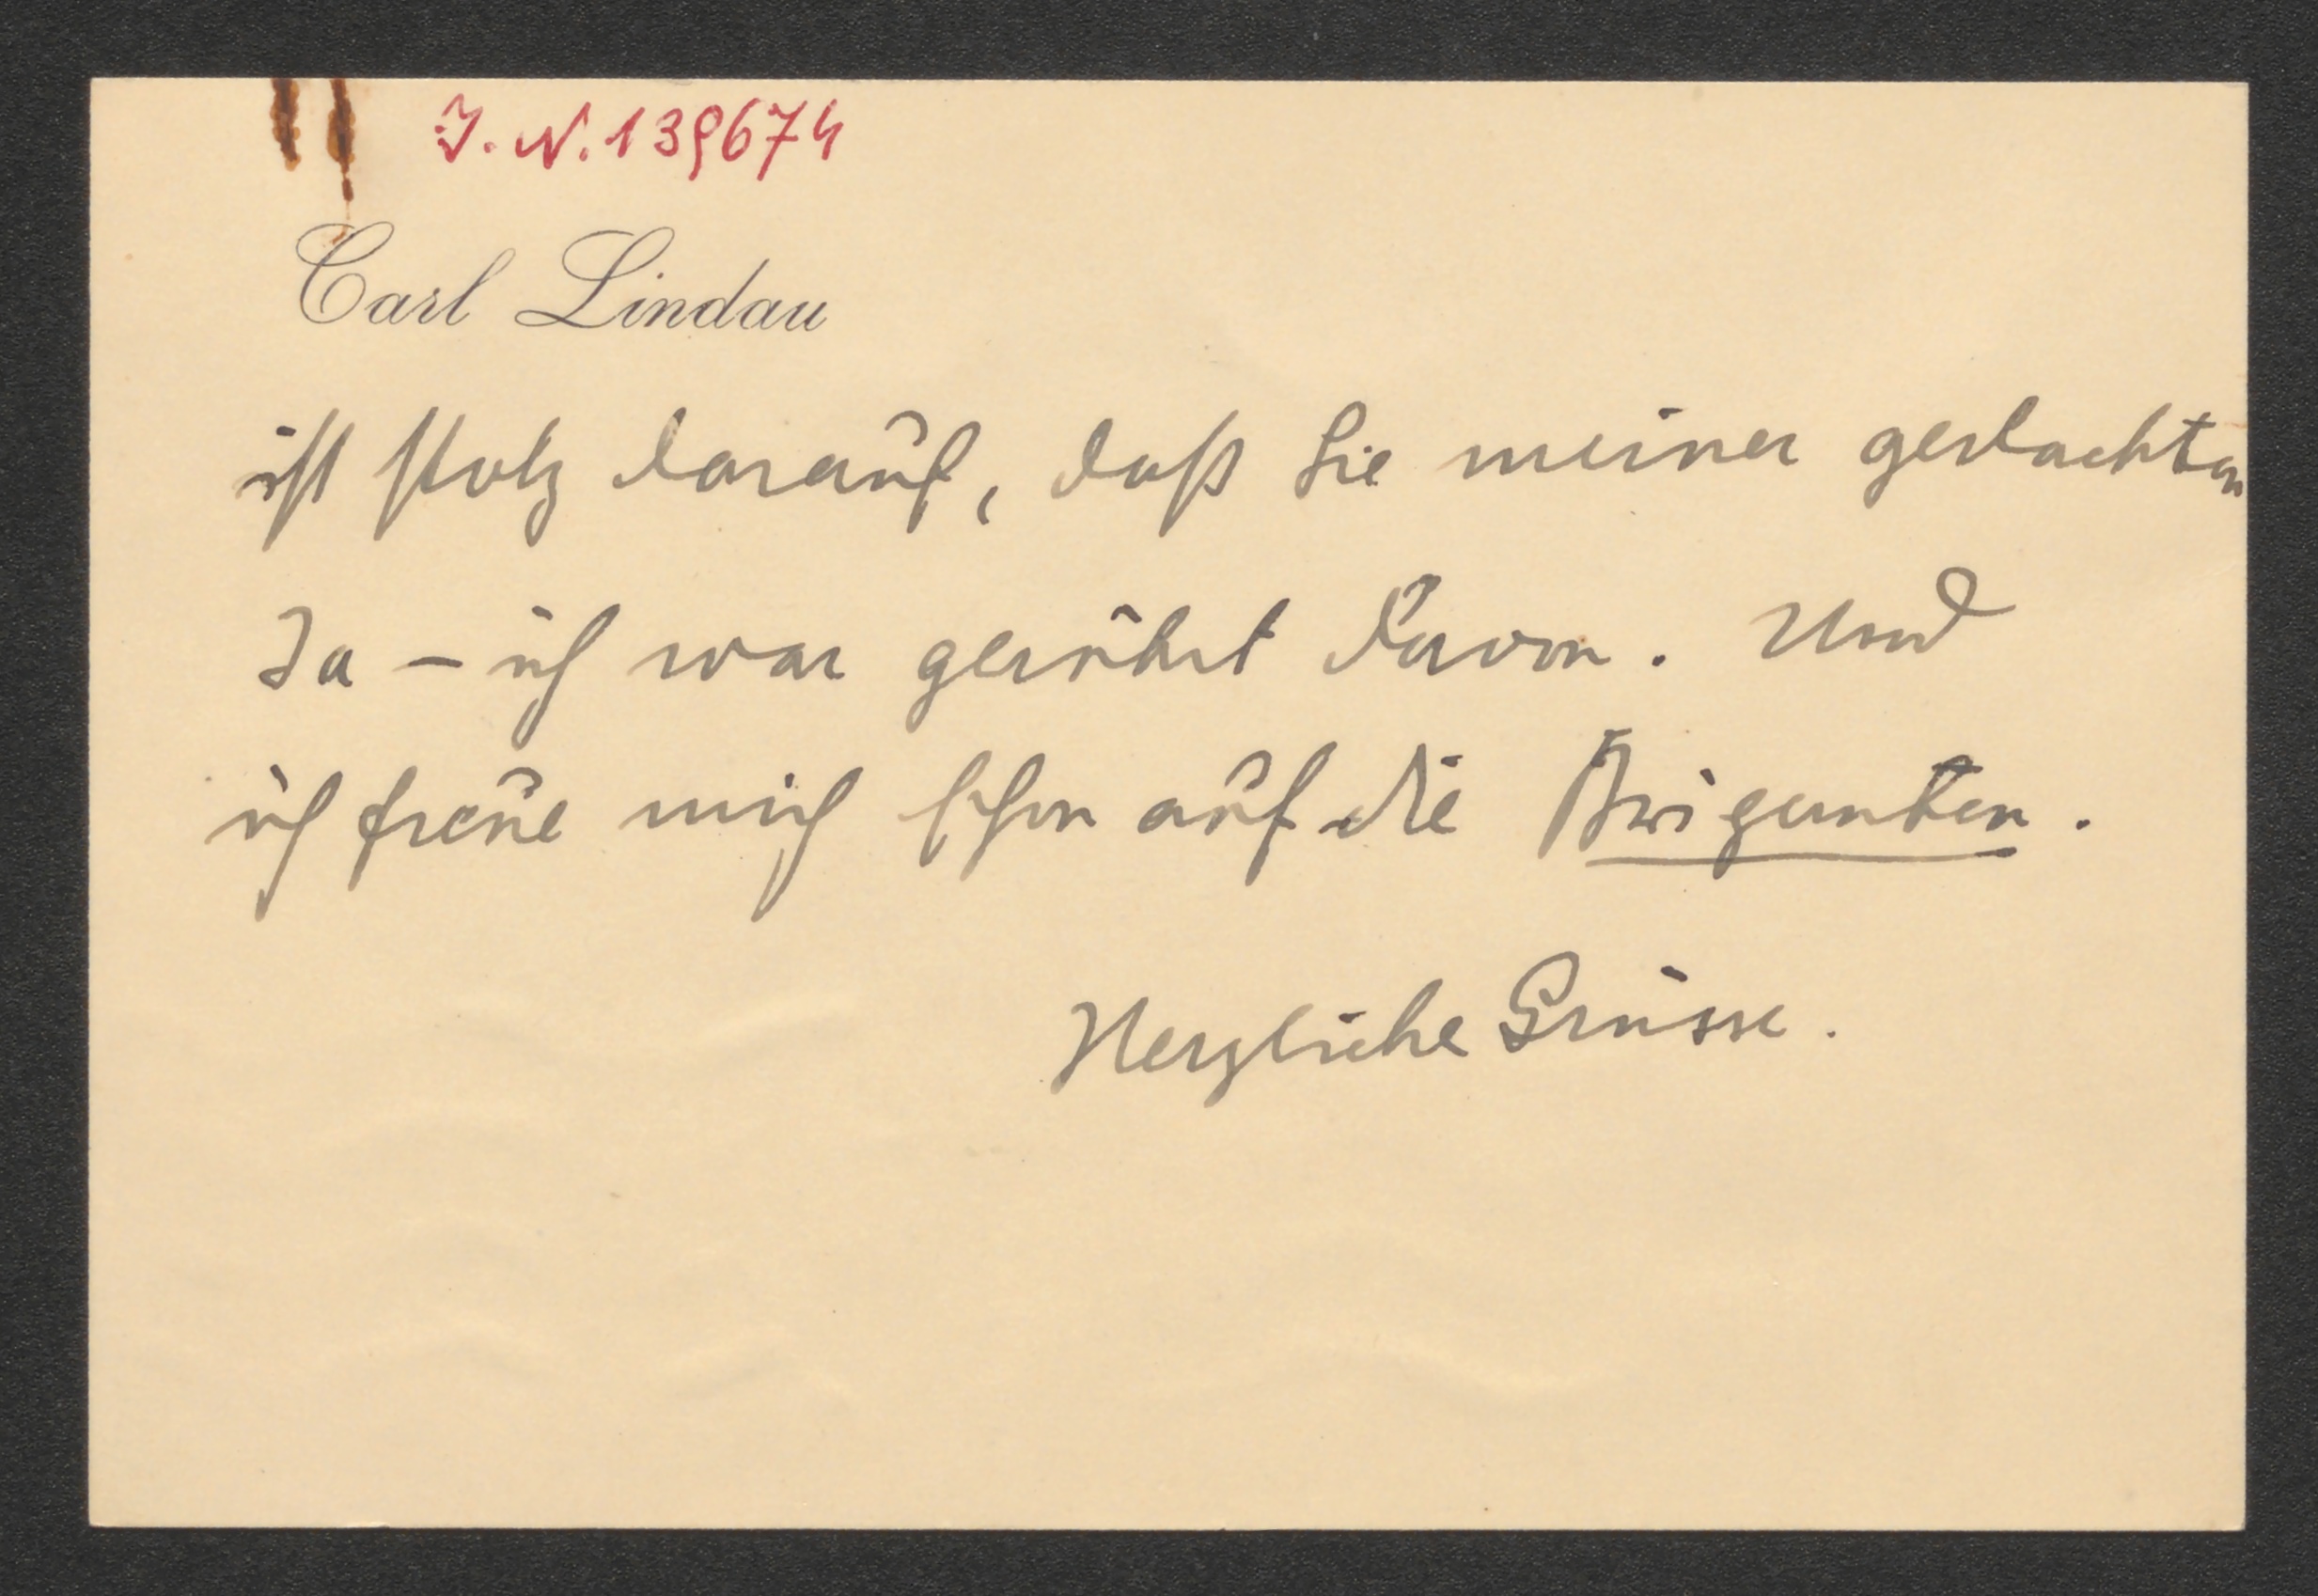 J.N. 139674
Carl Lindau
ist stolz darauf, daß Sie meiner gedachten
Ja – ich war gerührt davon. Und
ich freue mich schon auf die Briganten.
Herzliche Grüsse.